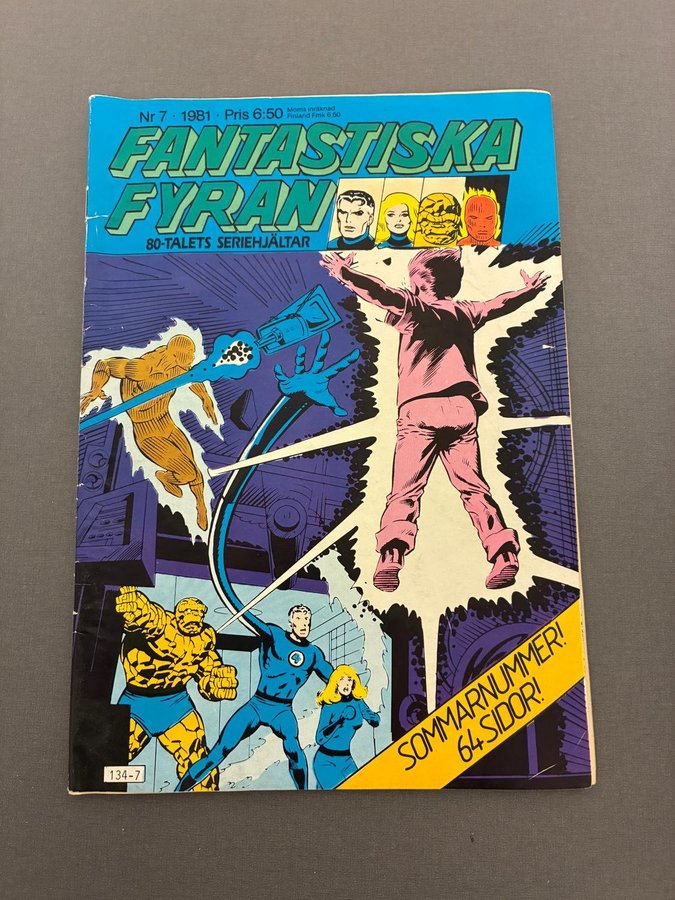 Nr 7 · 1981 · Pris 6:50 Moms inräknad
Finland Fmk 6.50
FANTASTISKA
FYRAN
80-TALETS SERIEHJÄLTAR
SOMMARNUMMER!
64 SIDOR!
134-7